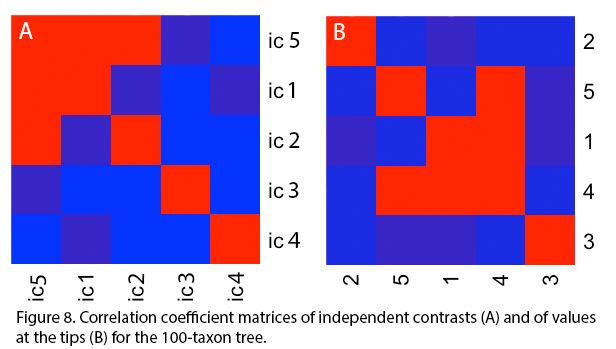 A
B
ic 5
2
ic 1
5
ic 2
1
ic 3
4
ic 4
3
ic5 ic1 ic2 ic3 ic4
2 5 1 4 3
Figure 8. Correlation coefficient matrices of independent contrasts (A) and of values
at the tips (B) for the 100-taxon tree.